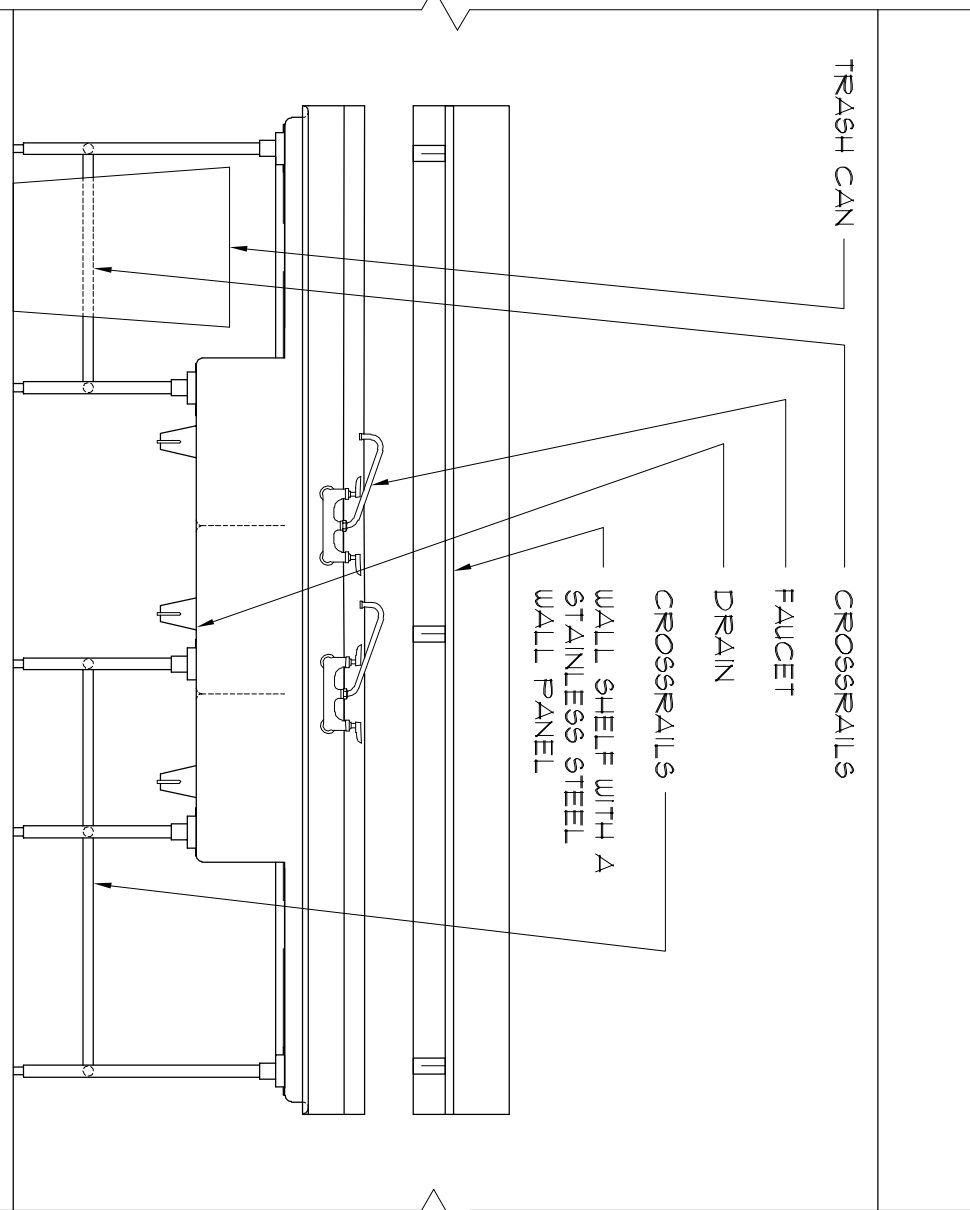 TRASH CAN
CROSSRAILS
FAUCET
DRAIN
CROSSRAILS
WALL SHELF WITH A
STAINLESS STEEL
WALL PANEL